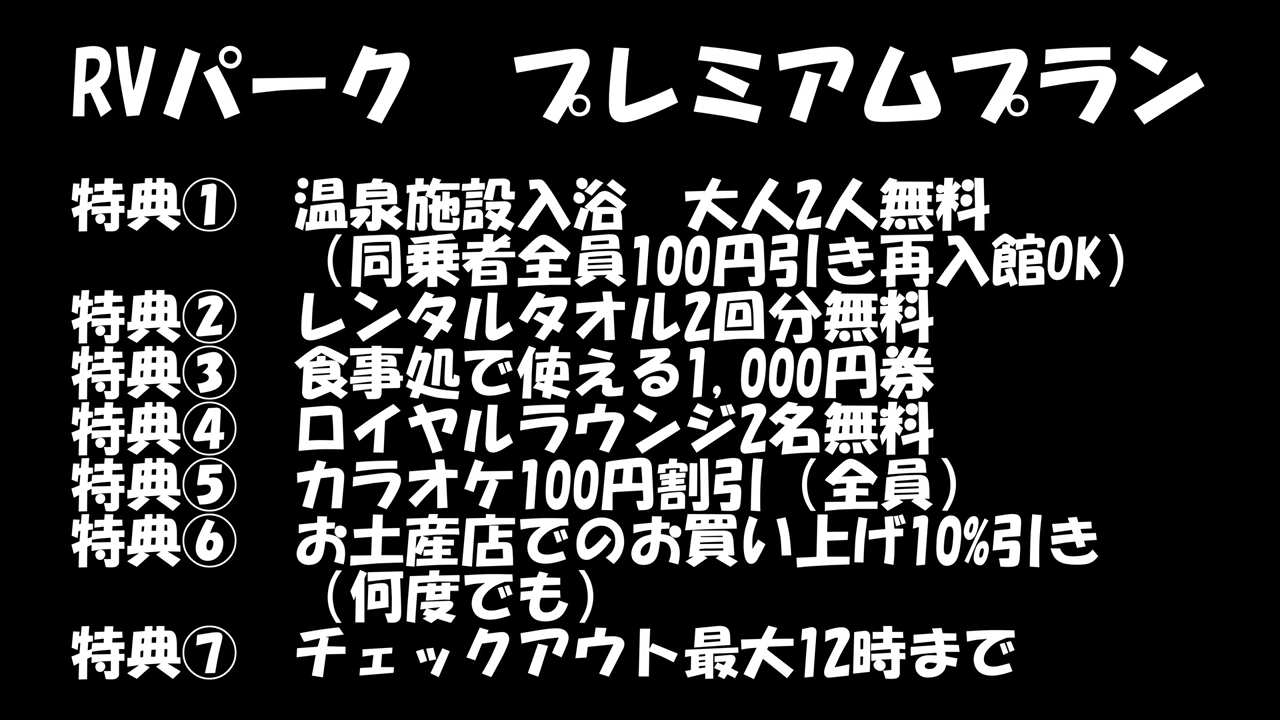 RVパーク　プレミアムプラン
特典①　温泉施設入浴　大人2人無料
（同乗者全員100円引き再入館OK）
特典②　レンタルタオル2回分無料
特典③　食事処で使える1,000円券
特典④　ロイヤルラウンジ2名無料
特典⑤　カラオケ100円割引（全員）
特典⑥　お土産店でのお買い上げ10%引き
（何度でも）
特典⑦　チェックアウト最大12時まで